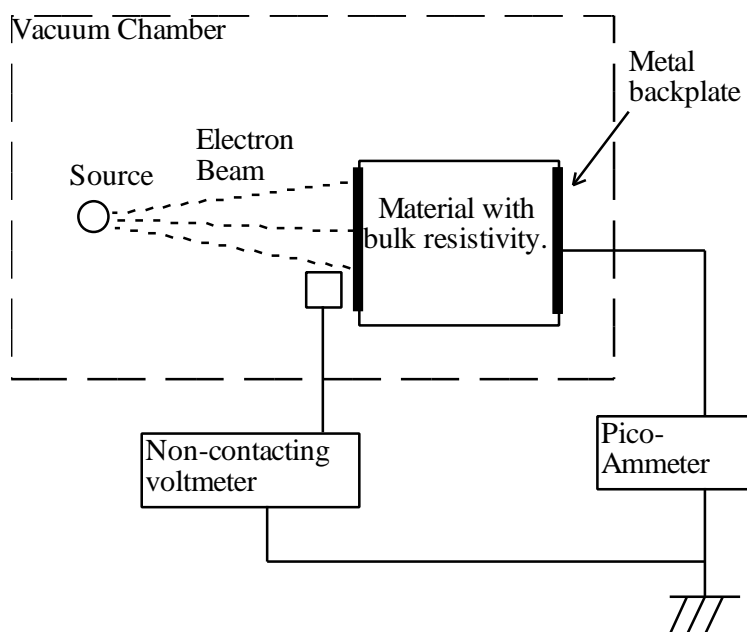 Vacuum Chamber
Metal
backplate
Electron
Beam
Source
Material with
bulk resistivity.
Non-contacting
voltmeter
Pico-
Ammeter